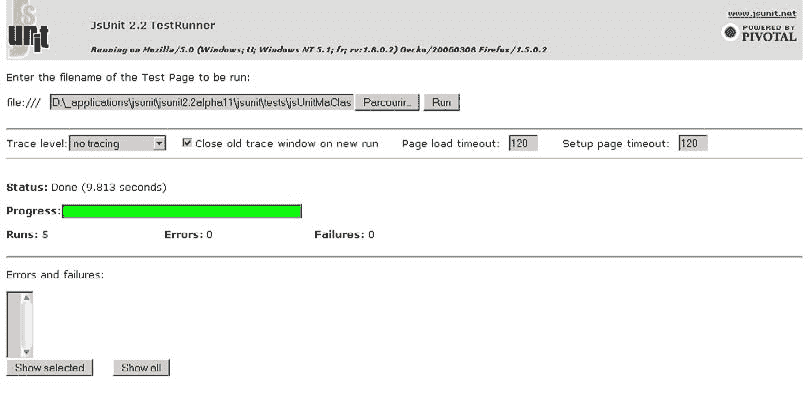 JsUnit
JsUnit 2.2 TestRunner
www.jsunit.net
Running on Mozilla/5.0 (Windows; U; Windows NT 5.1; fr; rv:1.8.0.2) Gecko/20060308 Firefox/1.5.0.2
POWERED BY
PIVOTAL
Enter the filename of the Test Page to be run:
file:/// D:\_applications\jsunit\jsunit2.2alpha11\jsunit\tests\jsUnitMaClas Parcourir... Run
Trace level: no tracing Close old trace window on new run Page load timeout: 120 Setup page timeout: 120
Status: Done (9.813 seconds)
Progress:
Runs: 5 Errors: 0 Failures: 0
Errors and failures:
Show selected Show all